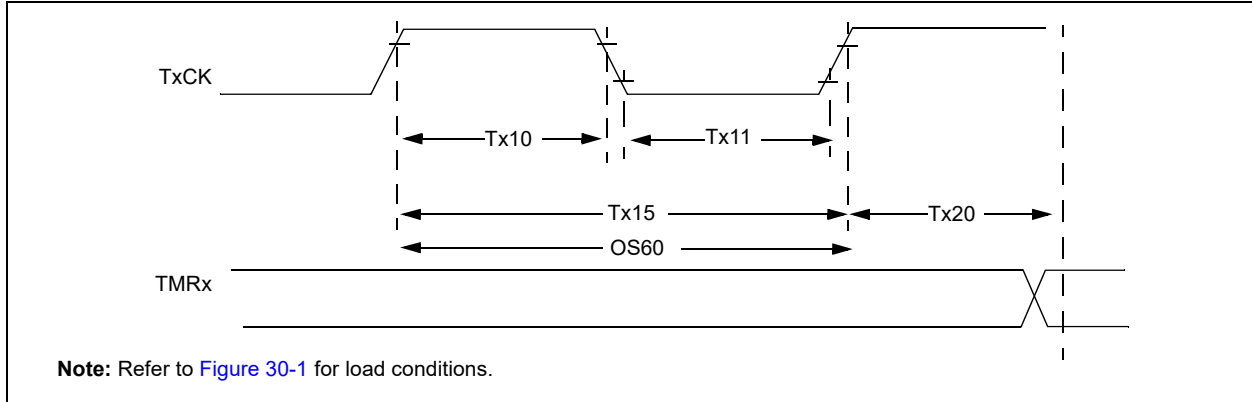 TxCK
Tx10
Tx11
Tx15
Tx20
OS60
TMRx
Note: Refer to Figure 30-1 for load conditions.